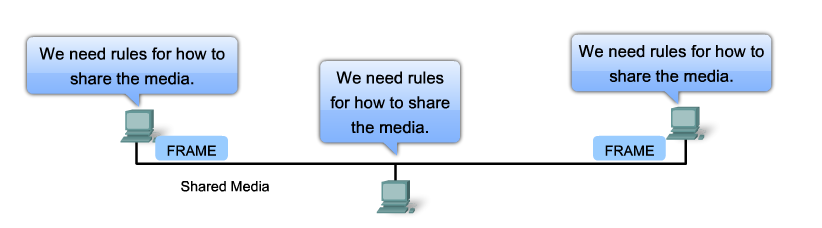 We need rules for how to
share the media.
We need rules
for how to share
the media.
We need rules for how to
share the media.
FRAME
FRAME
Shared Media